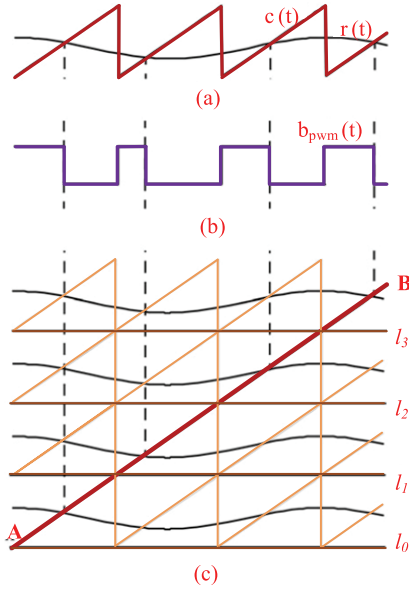 c(t)
r(t)
(a)
b_pwm(t)
(b)
B
l_3
l_2
l_1
A
l_0
(c)